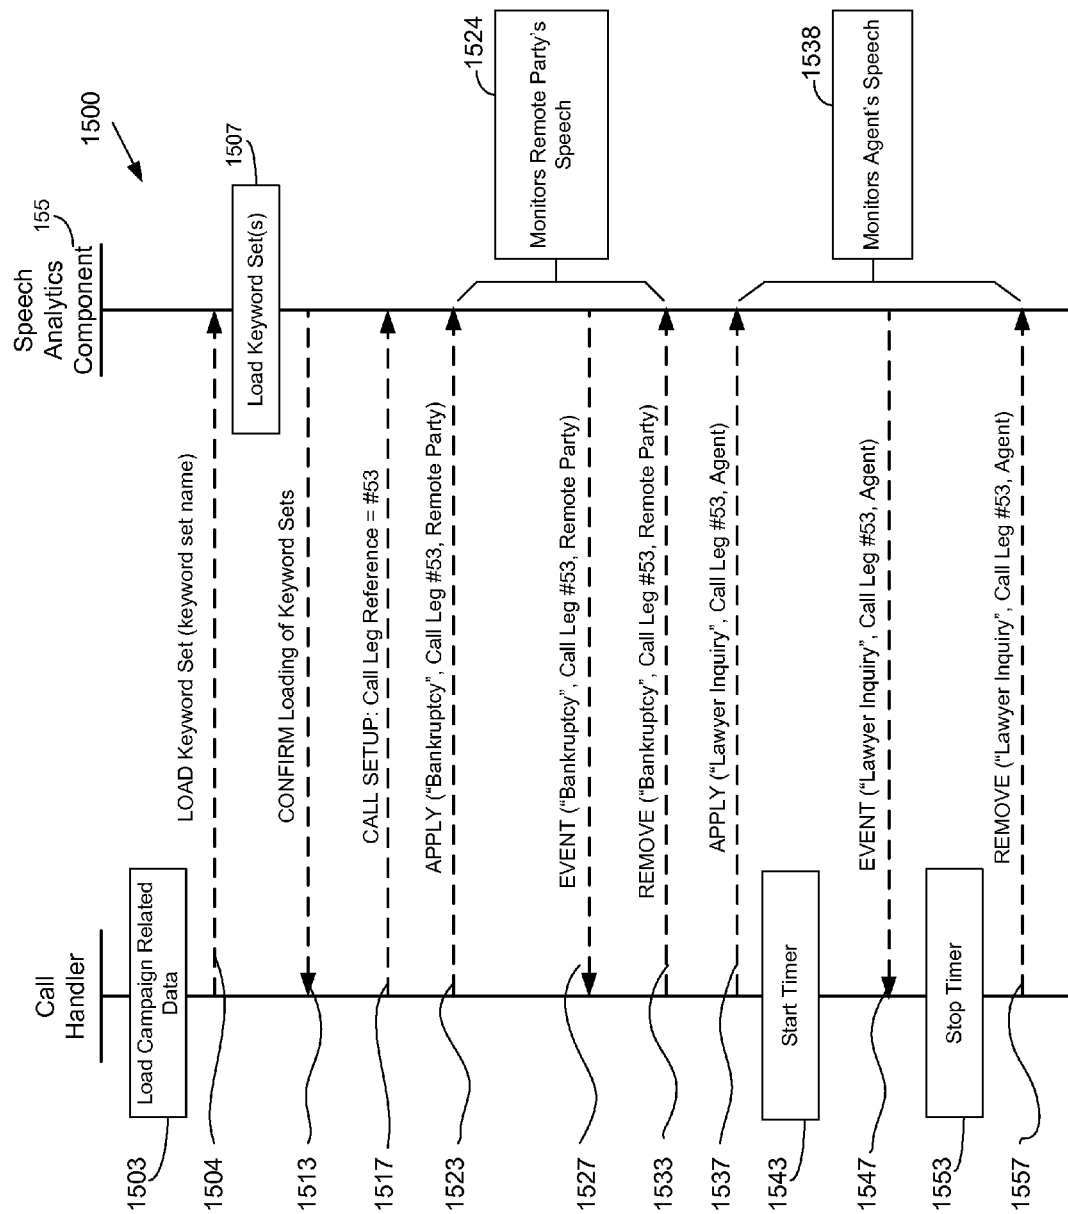 1500
Call
Handler
Speech
Analytics
Component
155
Load Campaign Related
Data
1503
LOAD Keyword Set (keyword set name)
1504
Load Keyword Set(s)
1507
CONFIRM Loading of Keyword Sets
1513
CALL SETUP: Call Leg Reference = #53
1517
APPLY (“Bankruptcy”, Call Leg #53, Remote Party)
1523
Monitors Remote Party’s
Speech
1524
EVENT (“Bankruptcy”, Call Leg #53, Remote Party)
1527
REMOVE (“Bankruptcy”, Call Leg #53, Remote Party)
1533
APPLY (“Lawyer Inquiry”, Call Leg #53, Agent)
1537
Monitors Agent’s Speech
1538
Start Timer
1543
EVENT (“Lawyer Inquiry”, Call Leg #53, Agent)
1547
Stop Timer
1553
REMOVE (“Lawyer Inquiry”, Call Leg #53, Agent)
1557